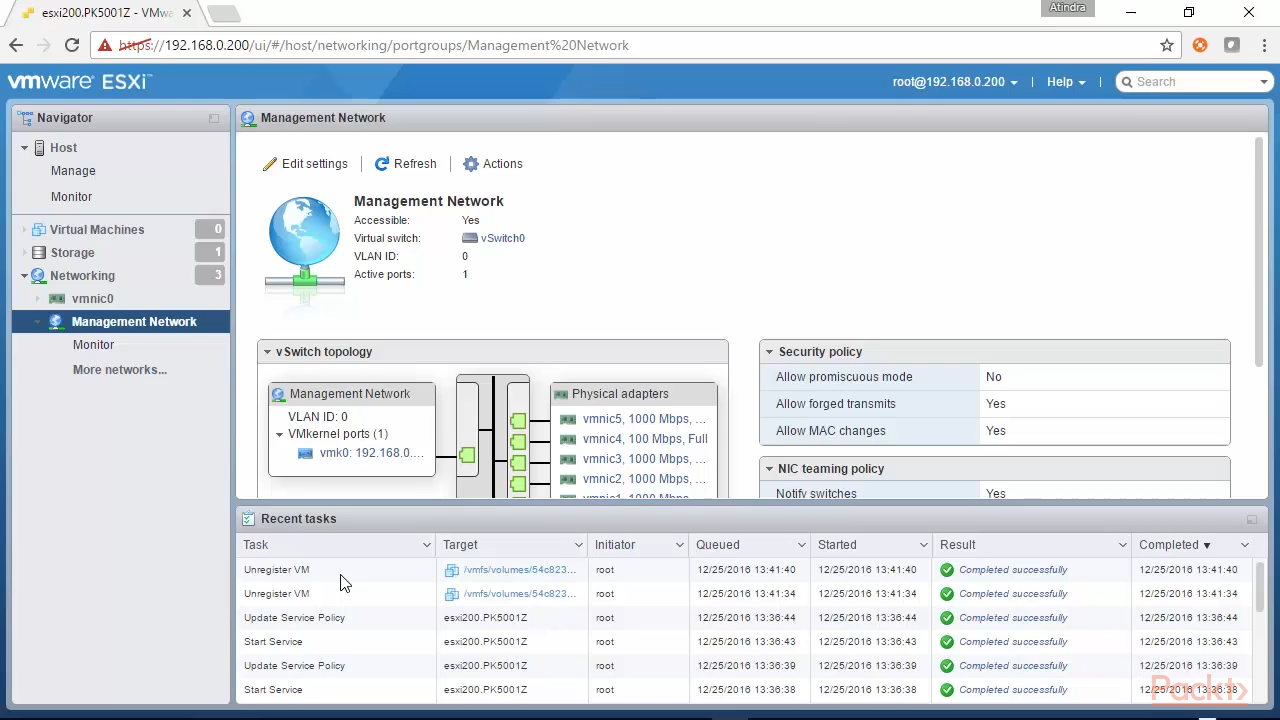 esxi200.PK5001Z - VMwa
Atindra
https://192.168.0.200/ui/#/host/networking/portgroups/Management%20Network
vmware ESXi™
root@192.168.0.200
Help
Search
Navigator
Host
Manage
Monitor
Virtual Machines 0
Storage 1
Networking 3
vmnic0
Management Network
Monitor
More networks...
Management Network
Edit settings
Refresh
Actions
Management Network
Accessible: Yes
Virtual switch: vSwitch0
VLAN ID: 0
Active ports: 1
vSwitch topology
Management Network
VLAN ID: 0
VMkernel ports (1)
vmk0: 192.168.0....
Physical adapters
vmnic5, 1000 Mbps, ...
vmnic4, 100 Mbps, Full
vmnic3, 1000 Mbps, ...
vmnic2, 1000 Mbps, ...
vmnic1, 1000 Mbps, ...
Security policy
Allow promiscuous mode No
Allow forged transmits Yes
Allow MAC changes Yes
NIC teaming policy
Notify switches Yes
Recent tasks
Task Target Initiator Queued Started Result Completed
Unregister VM /vmfs/volumes/54c823... root 12/25/2016 13:41:40 12/25/2016 13:41:40 Completed successfully 12/25/2016 13:41:40
Unregister VM /vmfs/volumes/54c823... root 12/25/2016 13:41:34 12/25/2016 13:41:34 Completed successfully 12/25/2016 13:41:34
Update Service Policy esxi200.PK5001Z root 12/25/2016 13:36:44 12/25/2016 13:36:44 Completed successfully 12/25/2016 13:36:44
Start Service esxi200.PK5001Z root 12/25/2016 13:36:43 12/25/2016 13:36:43 Completed successfully 12/25/2016 13:36:43
Update Service Policy esxi200.PK5001Z root 12/25/2016 13:36:39 12/25/2016 13:36:39 Completed successfully 12/25/2016 13:36:39
Start Service esxi200.PK5001Z root 12/25/2016 13:36:38 12/25/2016 13:36:38 Completed successfully 12/25/2016 13:36:38
Packt>